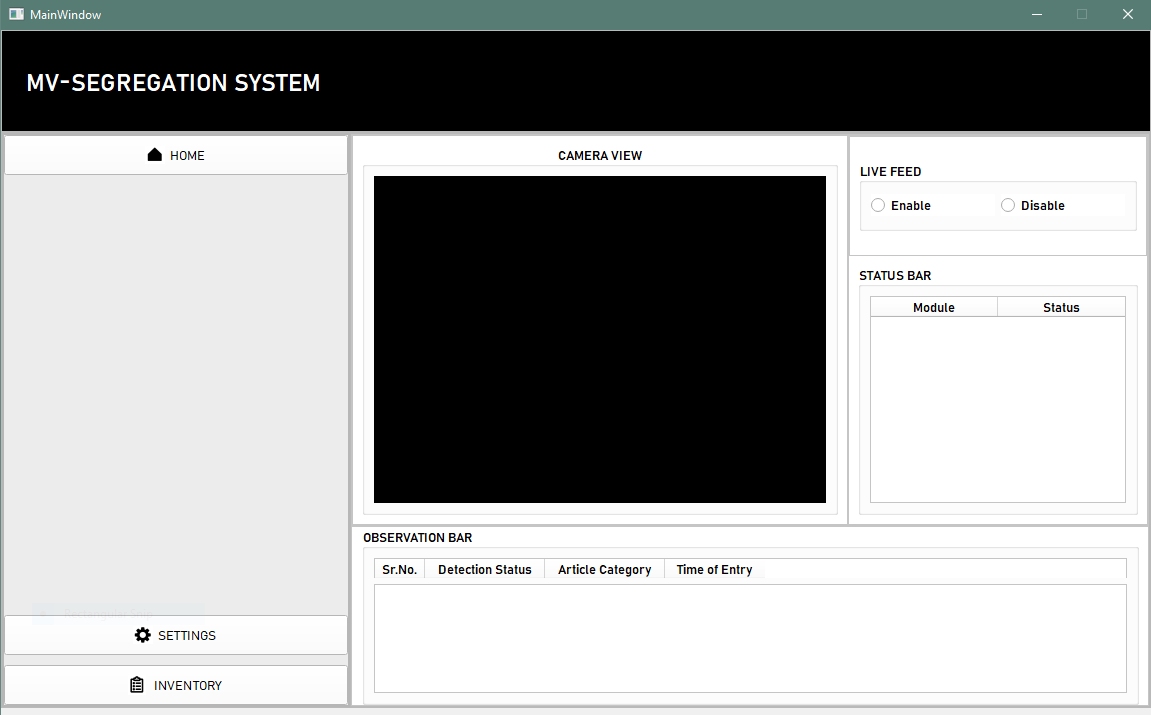 MainWindow
MV-SEGREGATION SYSTEM
HOME
SETTINGS
INVENTORY
CAMERA VIEW
LIVE FEED
Enable Disable
STATUS BAR
Module Status
OBSERVATION BAR
Sr.No. Detection Status Article Category Time of Entry